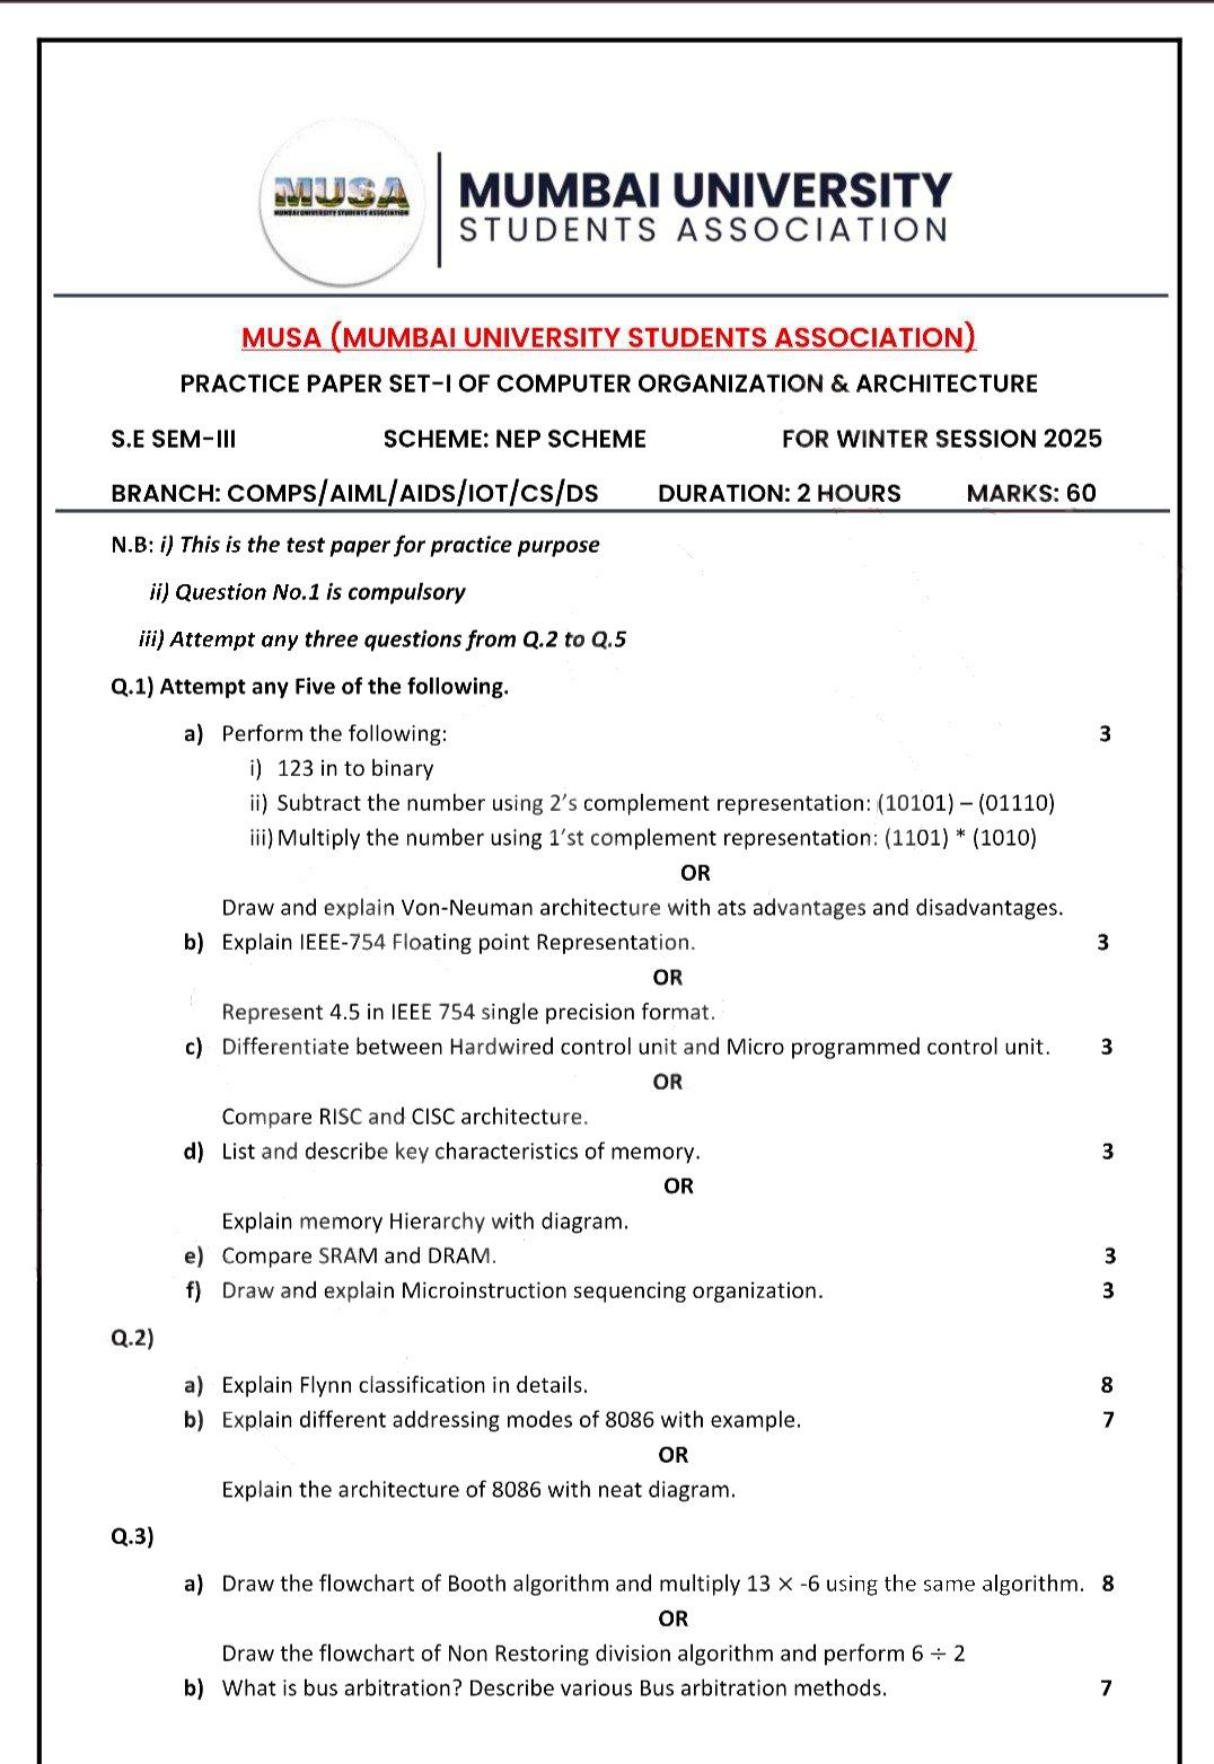 MUSA
MUMBAI UNIVERSITY STUDENTS ASSOCIATION
MUMBAI UNIVERSITY
STUDENTS ASSOCIATION
MUSA (MUMBAI UNIVERSITY STUDENTS ASSOCIATION)
PRACTICE PAPER SET-I OF COMPUTER ORGANIZATION & ARCHITECTURE
S.E SEM-III SCHEME: NEP SCHEME FOR WINTER SESSION 2025
BRANCH: COMPS/AIML/AIDS/IOT/CS/DS DURATION: 2 HOURS MARKS: 60
N.B: i) This is the test paper for practice purpose
ii) Question No.1 is compulsory
iii) Attempt any three questions from Q.2 to Q.5
Q.1) Attempt any Five of the following.
a) Perform the following: 3
i) 123 in to binary
ii) Subtract the number using 2's complement representation: (10101) – (01110)
iii) Multiply the number using 1'st complement representation: (1101) * (1010)
OR
Draw and explain Von-Neuman architecture with ats advantages and disadvantages.
b) Explain IEEE-754 Floating point Representation. 3
OR
Represent 4.5 in IEEE 754 single precision format.
c) Differentiate between Hardwired control unit and Micro programmed control unit. 3
OR
Compare RISC and CISC architecture.
d) List and describe key characteristics of memory. 3
OR
Explain memory Hierarchy with diagram.
e) Compare SRAM and DRAM. 3
f) Draw and explain Microinstruction sequencing organization. 3
Q.2)
a) Explain Flynn classification in details. 8
b) Explain different addressing modes of 8086 with example. 7
OR
Explain the architecture of 8086 with neat diagram.
Q.3)
a) Draw the flowchart of Booth algorithm and multiply 13 × -6 using the same algorithm. 8
OR
Draw the flowchart of Non Restoring division algorithm and perform 6 ÷ 2
b) What is bus arbitration? Describe various Bus arbitration methods. 7